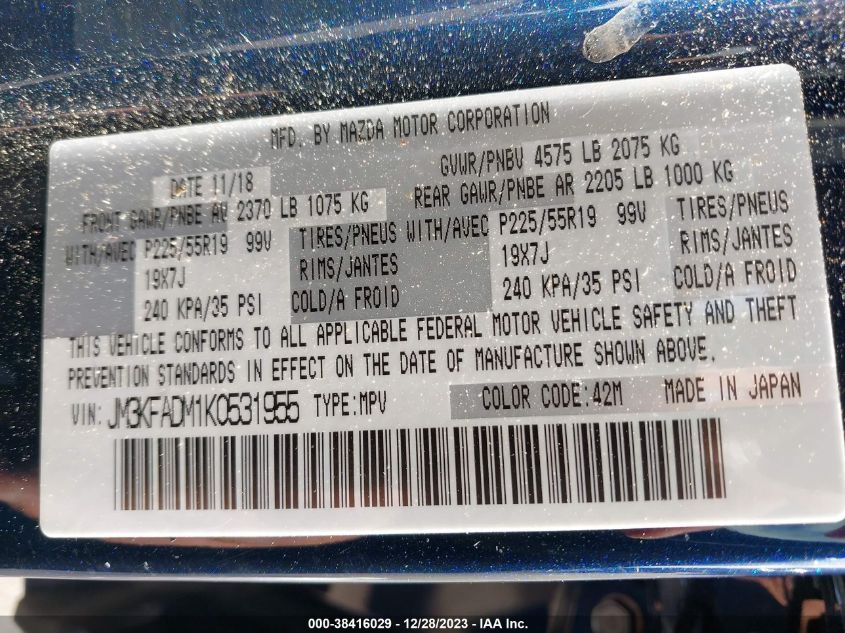 MFD. BY MAZDA MOTOR CORPORATION
DATE 11/18 GVWR/PNBV 4575 LB 2075 KG
FRONT GAWR/PNBE AV 2370 LB 1075 KG REAR GAWR/PNBE AR 2205 LB 1000 KG
WITH/AVEC P225/55R19 99V TIRES/PNEUS WITH/AVEC P225/55R19 99V TIRES/PNEUS
19X7J RIMS/JANTES 19X7J RIMS/JANTES
240 KPA/35 PSI COLD/A FROID 240 KPA/35 PSI COLD/A FROID
THIS VEHICLE CONFORMS TO ALL APPLICABLE FEDERAL MOTOR VEHICLE SAFETY AND THEFT
PREVENTION STANDARDS IN EFFECT ON THE DATE OF MANUFACTURE SHOWN ABOVE.
VIN: JM3KFADM1K0531955 TYPE:MPV COLOR CODE:42M MADE IN JAPAN
000-38416029 - 12/28/2023 - IAA Inc.